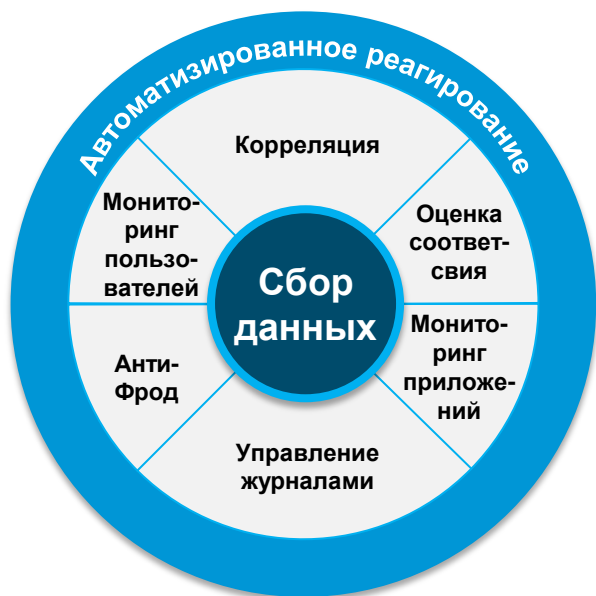 Автоматизированное реагирование
Корреляция
Монито-
ринг
пользо-
вателей
Оценка
соответ-
свия
Сбор
данных
Анти-
Фрод
Монито-
ринг
приложе-
ний
Управление
журналами